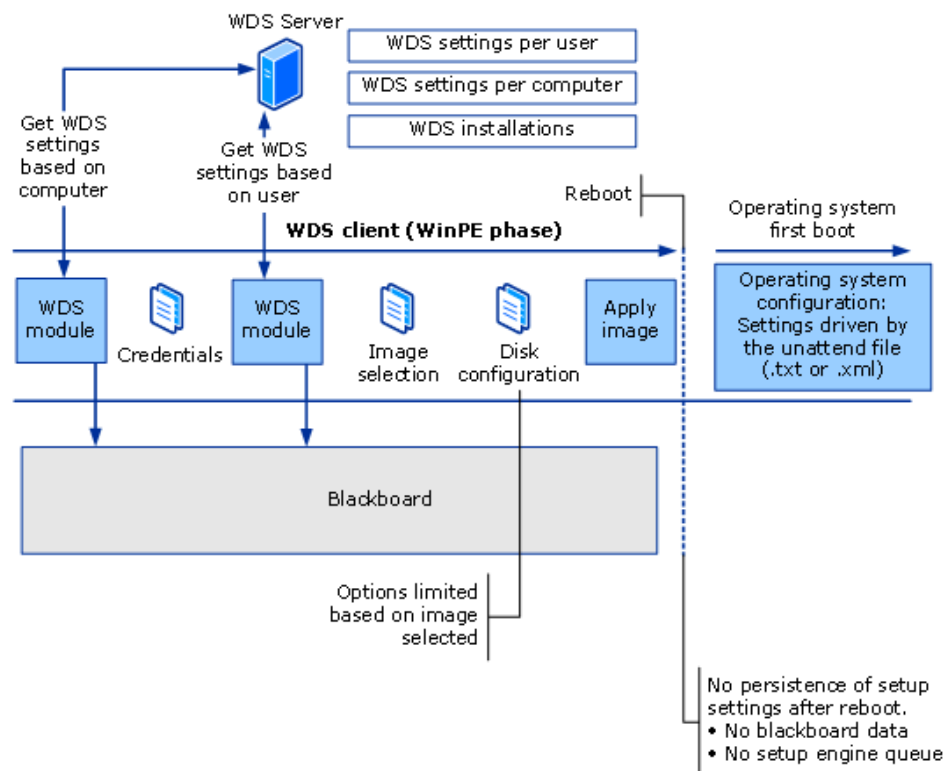 WDS Server
WDS settings per user
WDS settings per computer
WDS installations
Get WDS
settings
based on
computer
Get WDS
settings based
on user
Reboot
Operating system
first boot
WDS client (WinPE phase)
WDS
module
Credentials
WDS
module
Image
selection
Disk
configuration
Apply
image
Operating system
configuration:
Settings driven by
the unattend file
(.txt or .xml)
Blackboard
Options limited
based on image
selected
No persistence of setup
settings after reboot.
• No blackboard data
• No setup engine queue